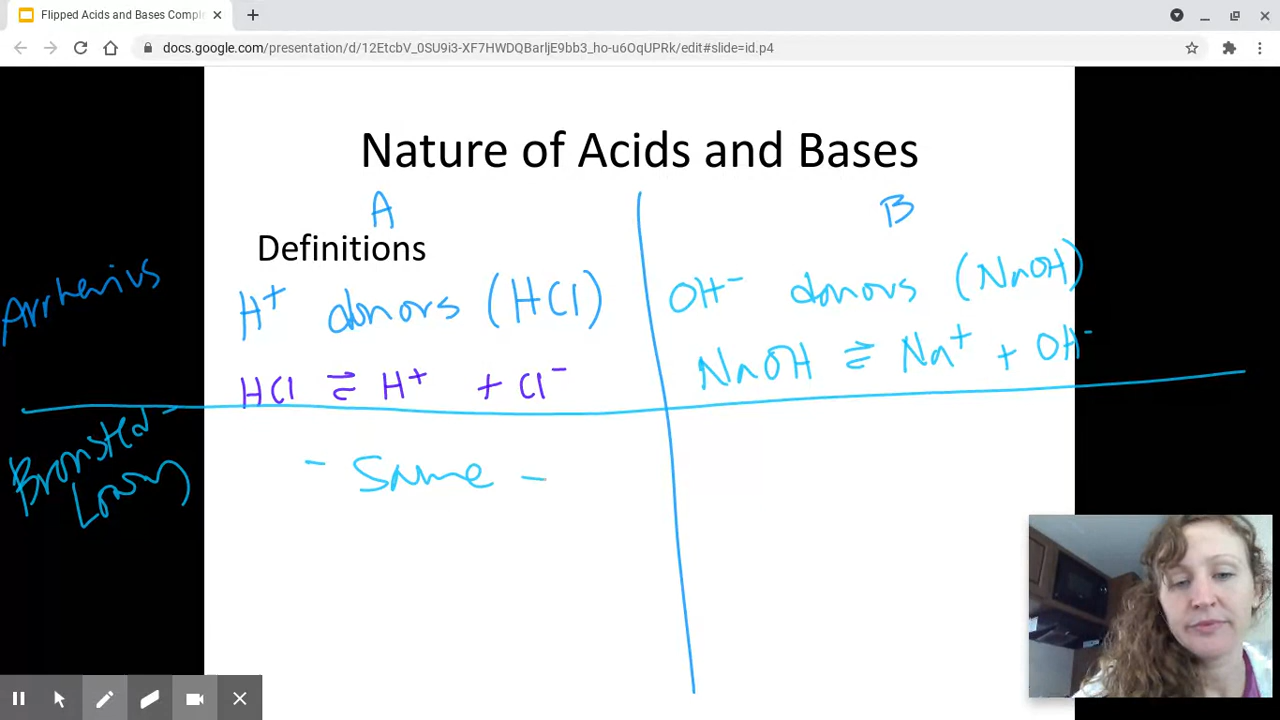 Flipped Acids and Bases Compl
docs.google.com/presentation/d/12EtcbV_0SU9i3-XF7HWDQBarljE9bb3_ho-u6OqUPRk/edit#slide=id.p4
Nature of Acids and Bases
A B
Definitions
Arrhenius
H⁺ donors (HCl) OH⁻ donors (NaOH)
HCl ⇌ H⁺ + Cl⁻ NaOH ⇌ Na⁺ + OH⁻
Bronsted
Lowry
- Same -